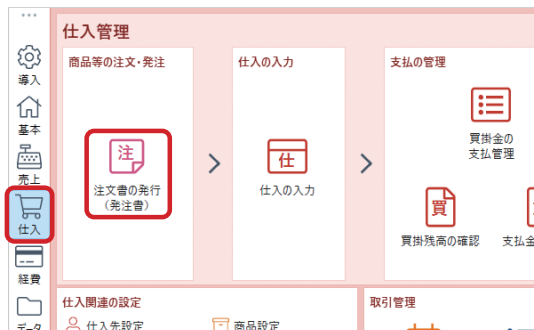 仕入管理
導入
基本
売上
仕入
経費
データ
商品等の注文・発注
注
注文書の発行
（発注書）
仕入の入力
仕
仕入の入力
支払の管理
買掛金の
支払管理
買
買掛残高の確認
支払金
仕入関連の設定
仕入先設定
商品設定
取引管理